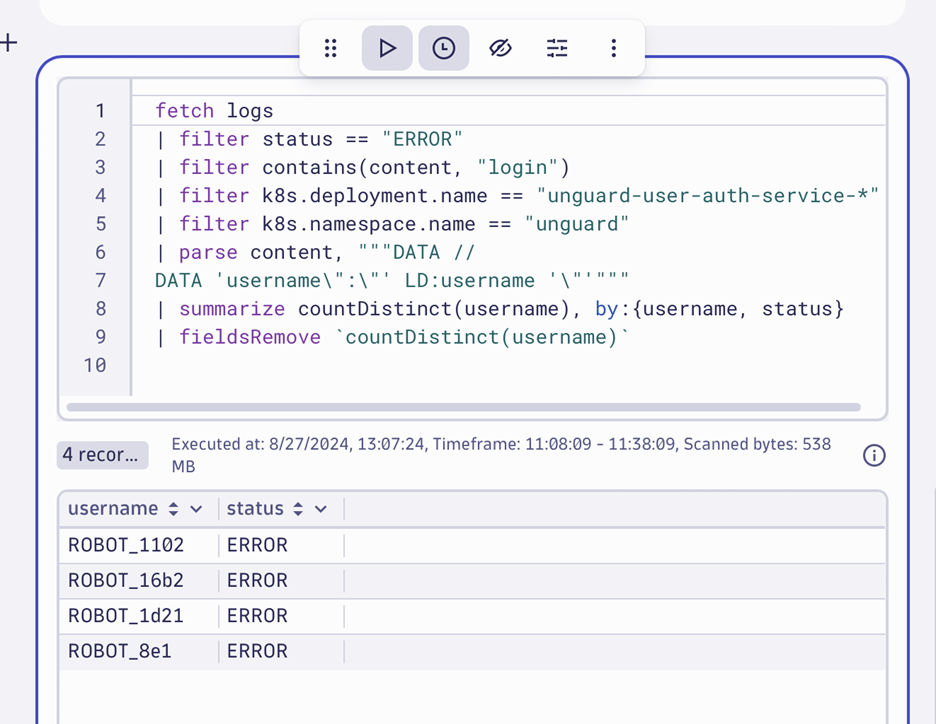 1 fetch logs
2 | filter status == "ERROR"
3 | filter contains(content, "login")
4 | filter k8s.deployment.name == "unguard-user-auth-service-*"
5 | filter k8s.namespace.name == "unguard"
6 | parse content, """DATA //
7 DATA 'username\":\"' LD:username '\"'"""
8 | summarize countDistinct(username), by:{username, status}
9 | fieldsRemove `countDistinct(username)`
10
4 recor... Executed at: 8/27/2024, 13:07:24, Timeframe: 11:08:09 - 11:38:09, Scanned bytes: 538
MB
username status
ROBOT_1102 ERROR
ROBOT_16b2 ERROR
ROBOT_1d21 ERROR
ROBOT_8e1 ERROR